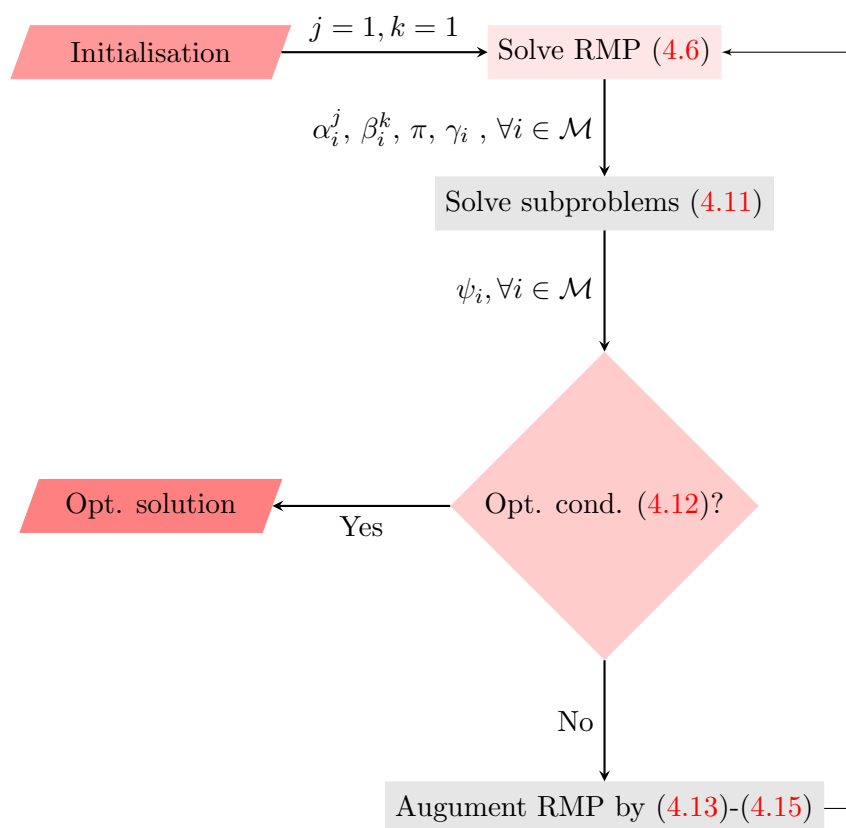 Initialisation
j = 1, k = 1
Solve RMP (4.6)
α_i^j, β_i^k, π, γ_i , ∀i ∈ ℳ
Solve subproblems (4.11)
ψ_i, ∀i ∈ ℳ
Opt. solution
Yes
Opt. cond. (4.12)?
No
Augument RMP by (4.13)-(4.15)